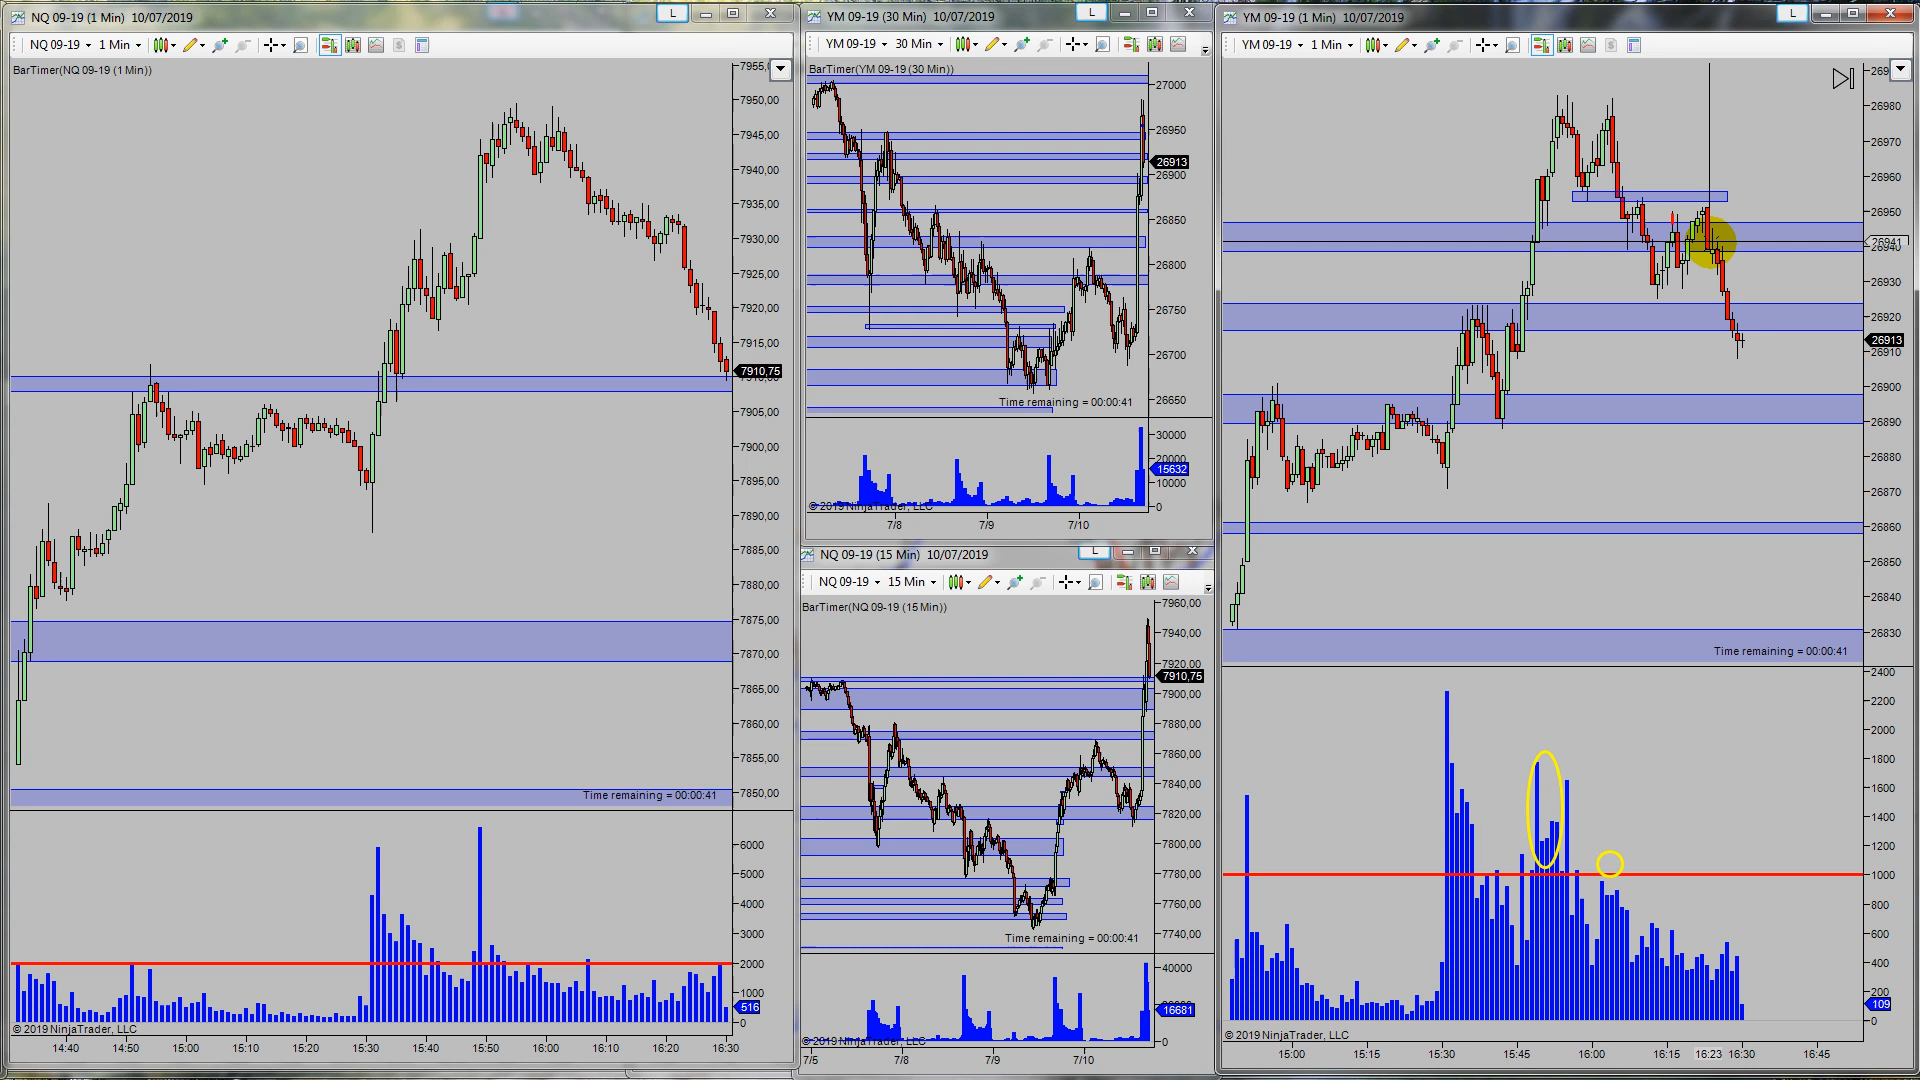 NQ 09-19 (1 Min)  10/07/2019
L
NQ 09-19
1 Min
BarTimer(NQ 09-19 (1 Min))
7955,
7950,00
7945,00
7940,00
7935,00
7930,00
7925,00
7920,00
7915,00
7910,75
7905,00
7900,00
7895,00
7890,00
7885,00
7880,00
7875,00
7870,00
7865,00
7860,00
7855,00
7850,00
Time remaining = 00:00:41
6000
5000
4000
3000
2000
1000
516
0
© 2019 NinjaTrader, LLC
14:40 14:50 15:00 15:10 15:20 15:30 15:40 15:50 16:00 16:10 16:20 16:30
YM 09-19 (30 Min)  10/07/2019
L
YM 09-19
30 Min
BarTimer(YM 09-19 (30 Min))
27000
26950
26913
26900
26850
26800
26750
26700
26650
Time remaining = 00:00:41
30000
20000
15632
10000
0
© 2019 NinjaTrader, LLC
7/8 7/9 7/10
NQ 09-19 (15 Min)  10/07/2019
L
NQ 09-19
15 Min
BarTimer(NQ 09-19 (15 Min))
7960,00
7940,00
7920,00
7910,75
7900,00
7880,00
7860,00
7840,00
7820,00
7800,00
7780,00
7760,00
7740,00
Time remaining = 00:00:41
40000
16681
0
© 2019 NinjaTrader, LLC
7/5 7/8 7/9 7/10
YM 09-19 (1 Min)  10/07/2019
L
YM 09-19
1 Min
26980
26970
26960
26950
26941
26930
26920
26913
26910
26900
26890
26880
26870
26860
26850
26840
26830
Time remaining = 00:00:41
2400
2200
2000
1800
1600
1400
1200
1000
800
600
400
200
109
0
© 2019 NinjaTrader, LLC
15:00 15:15 15:30 15:45 16:00 16:15 16:23 16:30 16:45